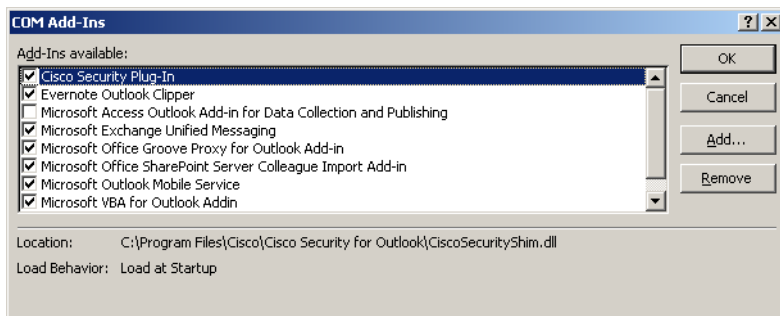 COM Add-Ins
Add-Ins available:
Cisco Security Plug-In
Evernote Outlook Clipper
Microsoft Access Outlook Add-in for Data Collection and Publishing
Microsoft Exchange Unified Messaging
Microsoft Office Groove Proxy for Outlook Add-in
Microsoft Office SharePoint Server Colleague Import Add-in
Microsoft Outlook Mobile Service
Microsoft VBA for Outlook Addin
OK
Cancel
Add...
Remove
Location: C:\Program Files\Cisco\Cisco Security for Outlook\CiscoSecurityShim.dll
Load Behavior: Load at Startup